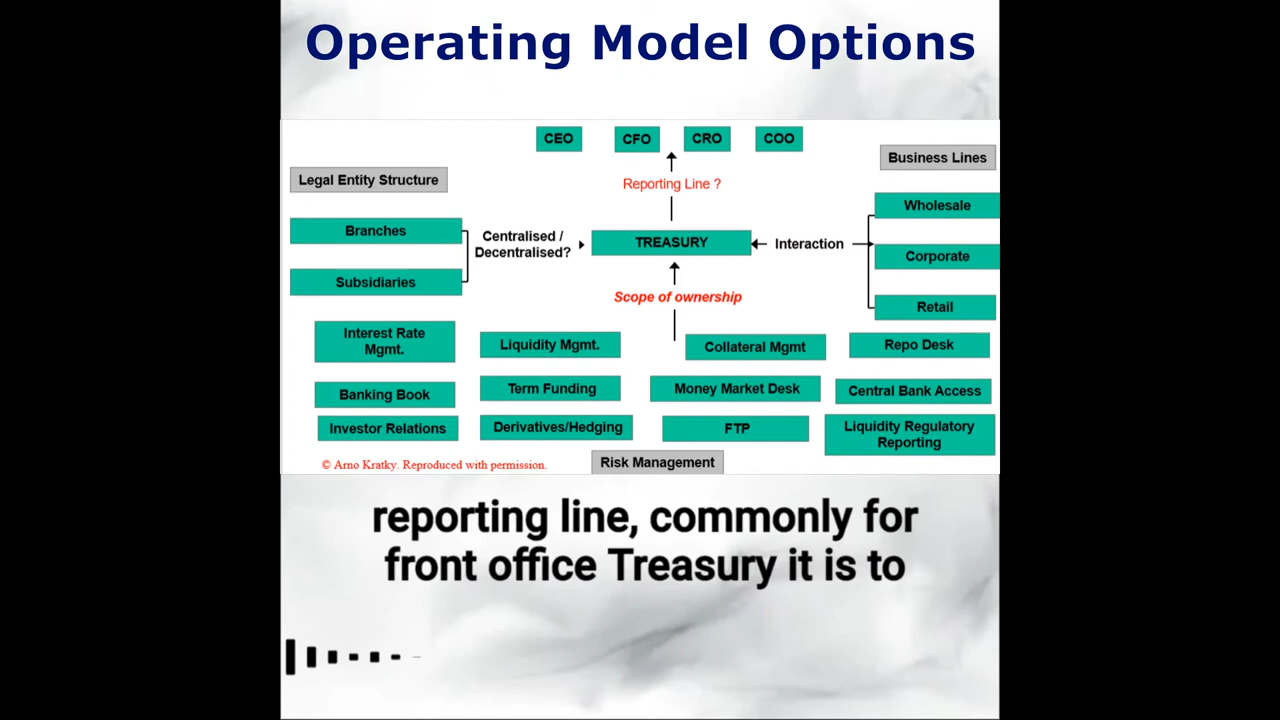 Operating Model Options
CEO
CFO
CRO
COO
Business Lines
Legal Entity Structure
Reporting Line ?
Wholesale
Branches
Centralised /
Decentralised?
TREASURY
Interaction
Corporate
Subsidiaries
Scope of ownership
Retail
Interest Rate
Mgmt.
Liquidity Mgmt.
Collateral Mgmt
Repo Desk
Banking Book
Term Funding
Money Market Desk
Central Bank Access
Investor Relations
Derivatives/Hedging
FTP
Liquidity Regulatory
Reporting
© Arno Kratky. Reproduced with permission.
Risk Management
reporting line, commonly for
front office Treasury it is to